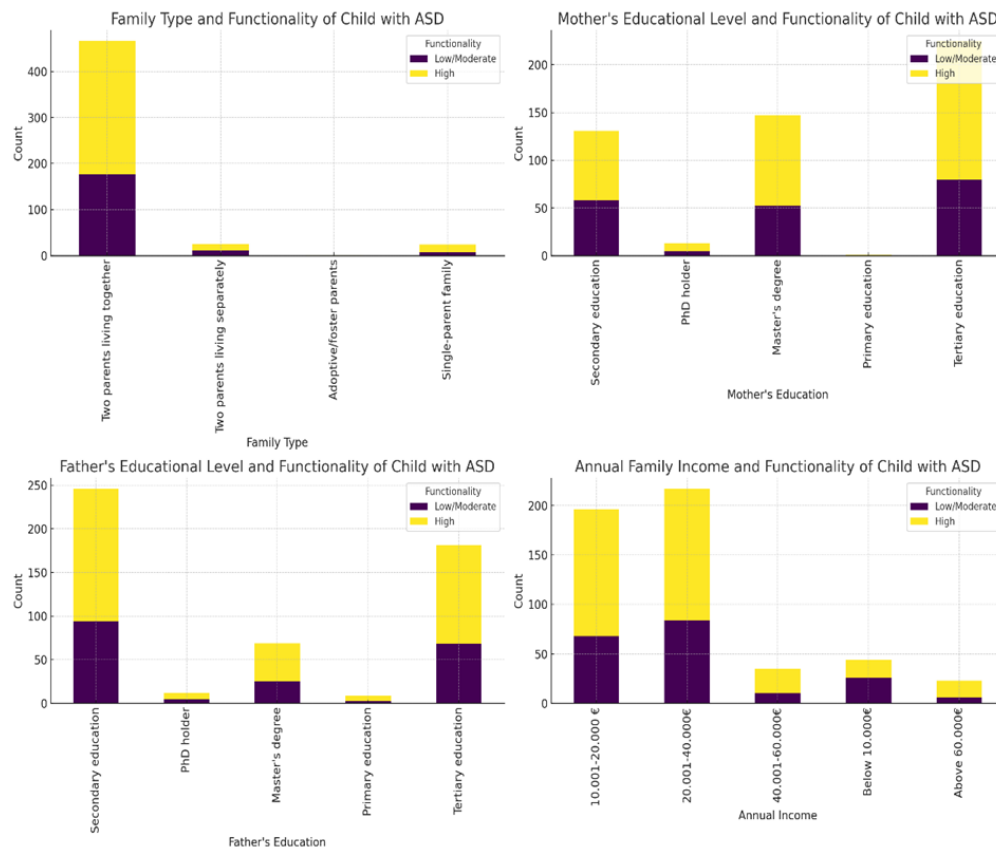 Family Type and Functionality of Child with ASD
Functionality
Low/Moderate
High
Count
400
300
200
100
0
Two parents living together
Two parents living separately
Adoptive/foster parents
Single-parent family
Family Type
Mother's Educational Level and Functionality of Child with ASD
Functionality
Low/Moderate
High
Count
200
150
100
50
0
Secondary education
PhD holder
Master's degree
Primary education
Tertiary education
Mother's Education
Father's Educational Level and Functionality of Child with ASD
Functionality
Low/Moderate
High
Count
250
200
150
100
50
0
Secondary education
PhD holder
Master's degree
Primary education
Tertiary education
Father's Education
Annual Family Income and Functionality of Child with ASD
Functionality
Low/Moderate
High
Count
200
150
100
50
0
10.001-20.000 €
20.001-40.000€
40.001-60.000€
Below 10.000€
Above 60.000€
Annual Income